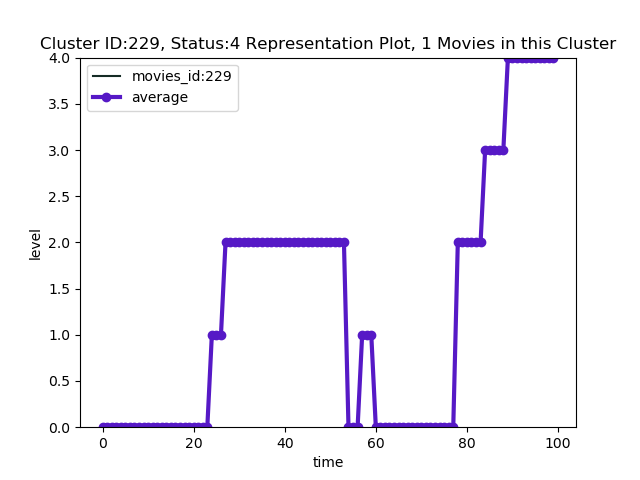 Cluster ID:229, Status:4 Representation Plot, 1 Movies in this Cluster
movies_id:229
average
4.0
3.5
3.0
2.5
2.0
1.5
1.0
0.5
0.0
level
0 20 40 60 80 100
time